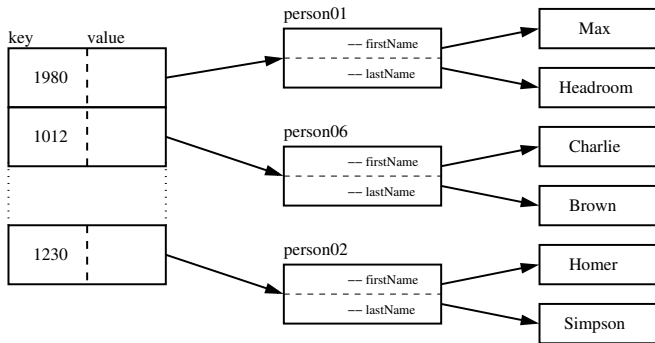 key value
1980
1012
1230
person01
-- firstName
-- lastName
person06
-- firstName
-- lastName
person02
-- firstName
-- lastName
Max
Headroom
Charlie
Brown
Homer
Simpson